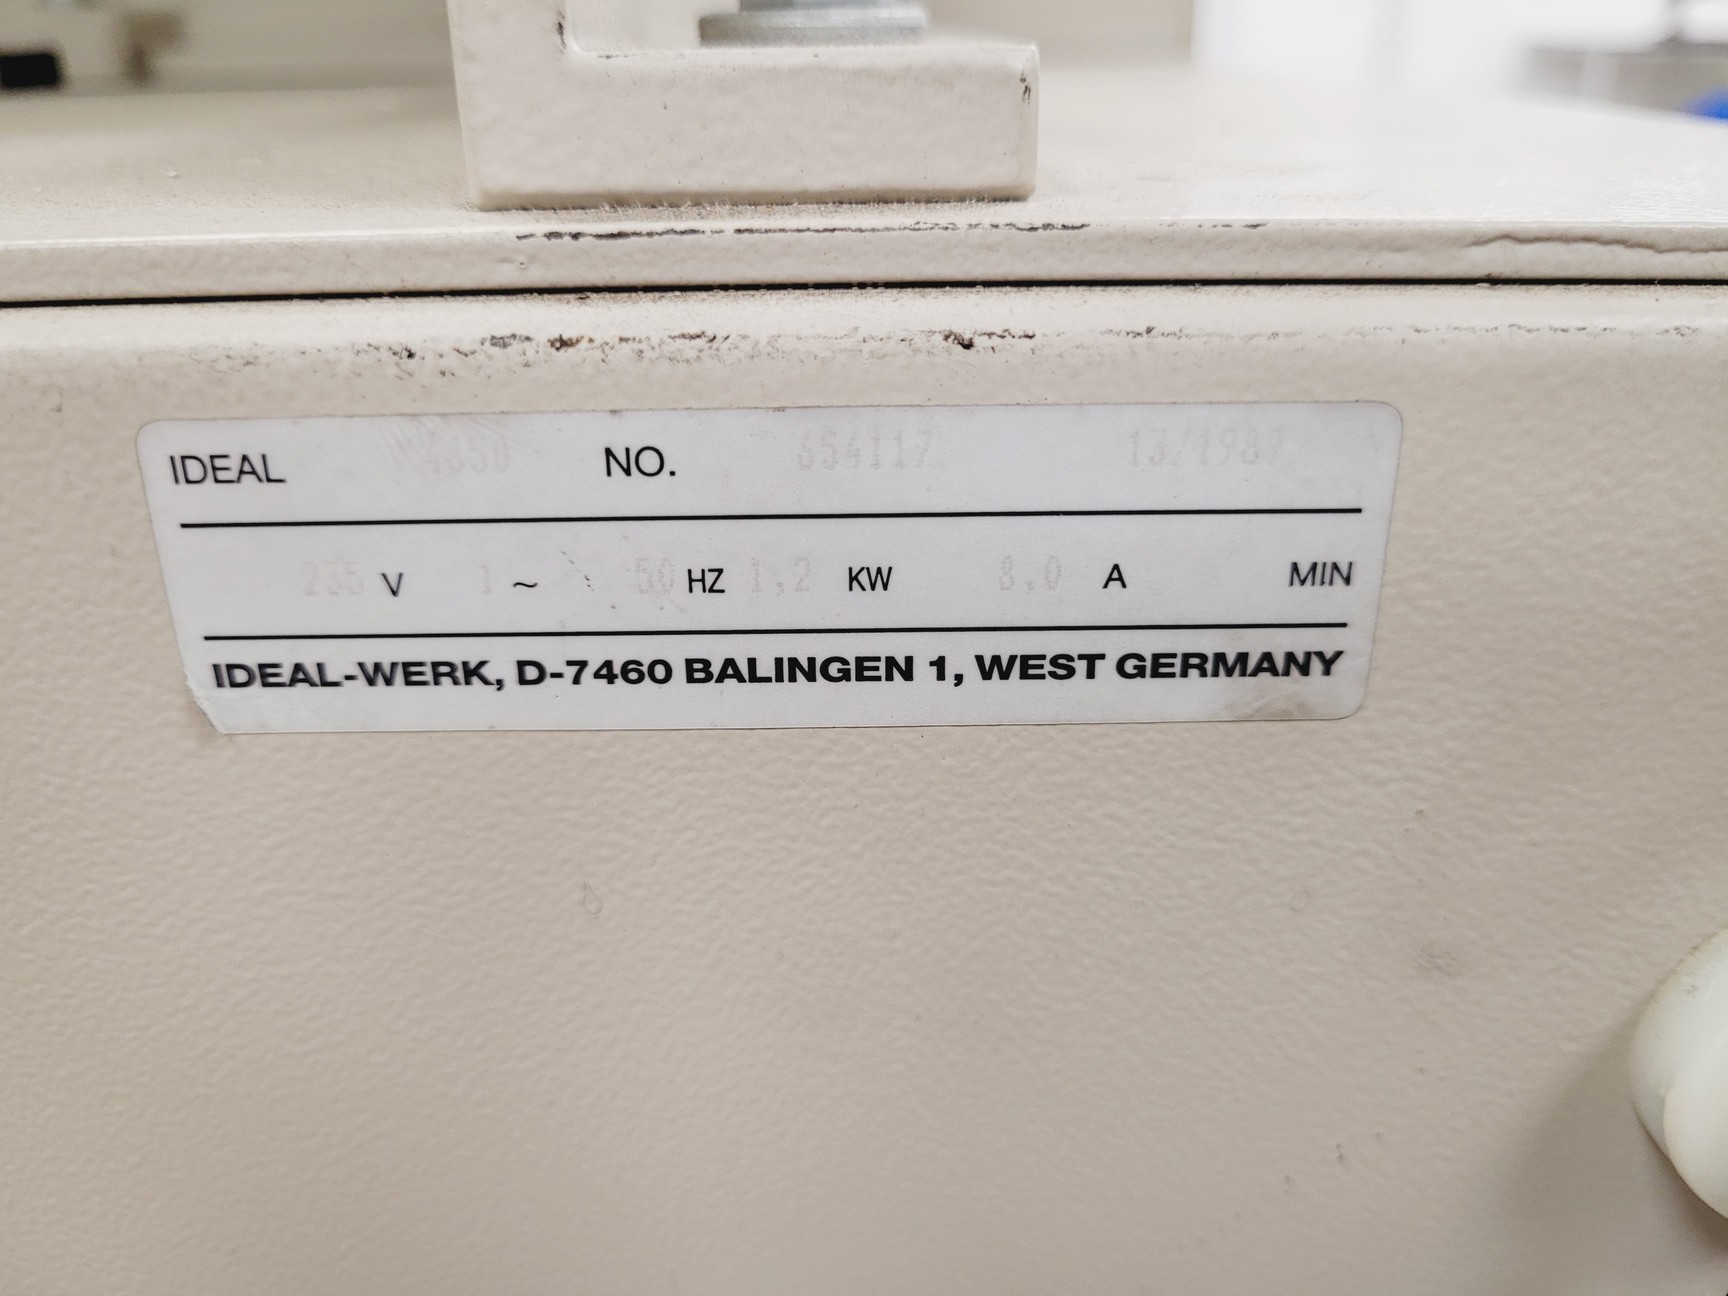 IDEAL 4850 NO. 654117 13/1987
235 V 1 ~ 50 HZ 1,2 KW 8,0 A MIN
IDEAL-WERK, D-7460 BALINGEN 1, WEST GERMANY